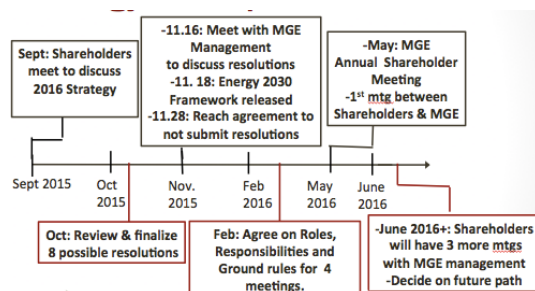 Sept: Shareholders
meet to discuss
2016 Strategy
-11.16: Meet with MGE
Management
to discuss resolutions
-11. 18: Energy 2030
Framework released
-11.28: Reach agreement to
not submit resolutions
-May: MGE
Annual Shareholder
Meeting
-1st mtg between
Shareholders & MGE
Sept 2015
Oct
2015
Nov.
2015
Feb
2016
May
2016
June
2016
Oct: Review & finalize
8 possible resolutions
Feb: Agree on Roles,
Responsibilities and
Ground rules for 4
meetings.
-June 2016+: Shareholders
will have 3 more mtgs
with MGE management
-Decide on future path